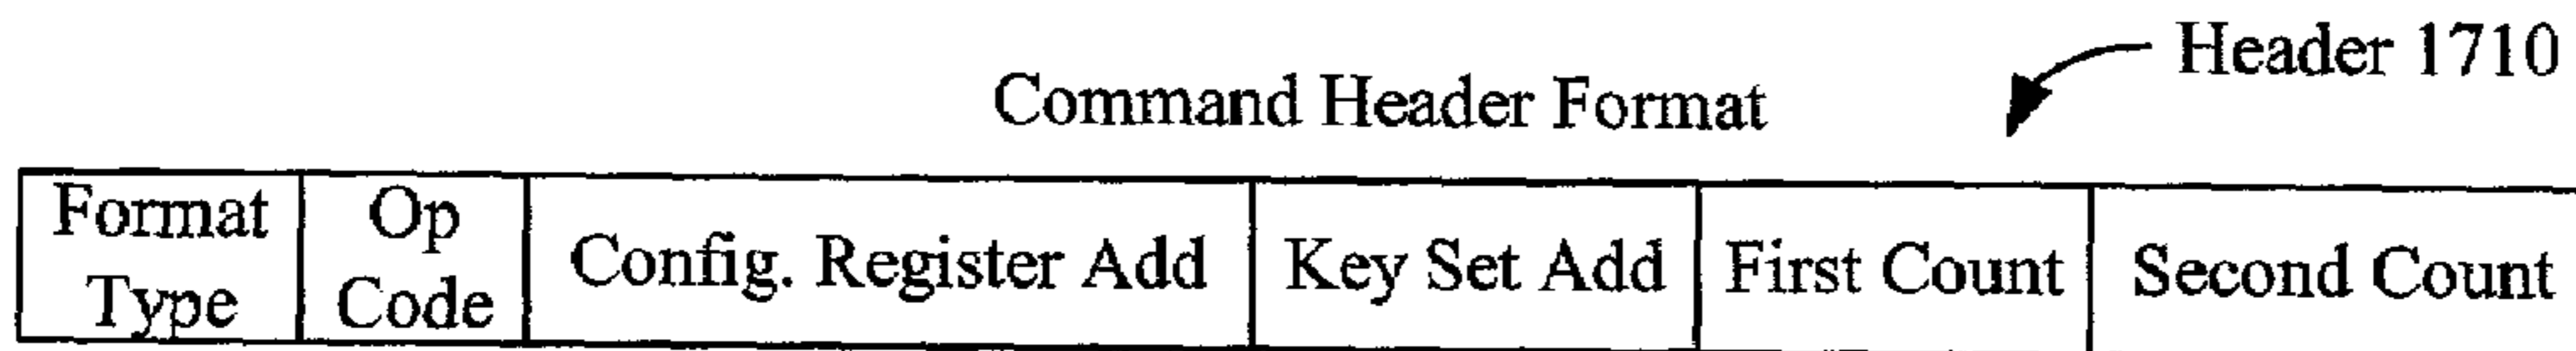 Header 1710
Command Header Format
Format Type
Op Code
Config. Register Add
Key Set Add
First Count
Second Count